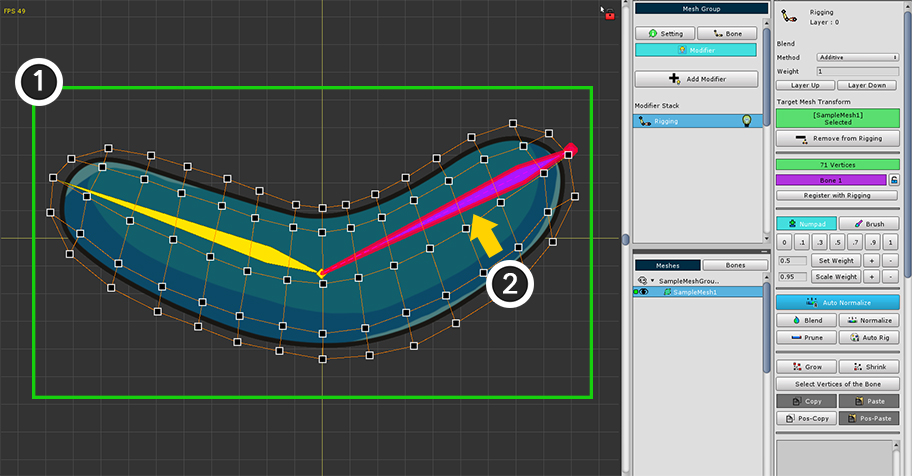 FPS 49
1
2
Mesh Group
Setting
Bone
Modifier
Add Modifier
Modifier Stack
Rigging
Meshes
Bones
SampleMeshGrou..
SampleMesh1
Rigging
Layer : 0
Blend
Method
Additive
Weight
1
Layer Up
Layer Down
Target Mesh Transform
[SampleMesh1]
Selected
Remove from Rigging
71 Vertices
Bone 1
Register with Rigging
Numpad
Brush
0 .1 .3 .5 .7 .9 1
0.5 Set Weight + -
0.95 Scale Weight + -
Auto Normalize
Blend
Normalize
Prune
Auto Rig
Grow
Shrink
Select Vertices of the Bone
Copy
Paste
Pos-Copy
Pos-Paste